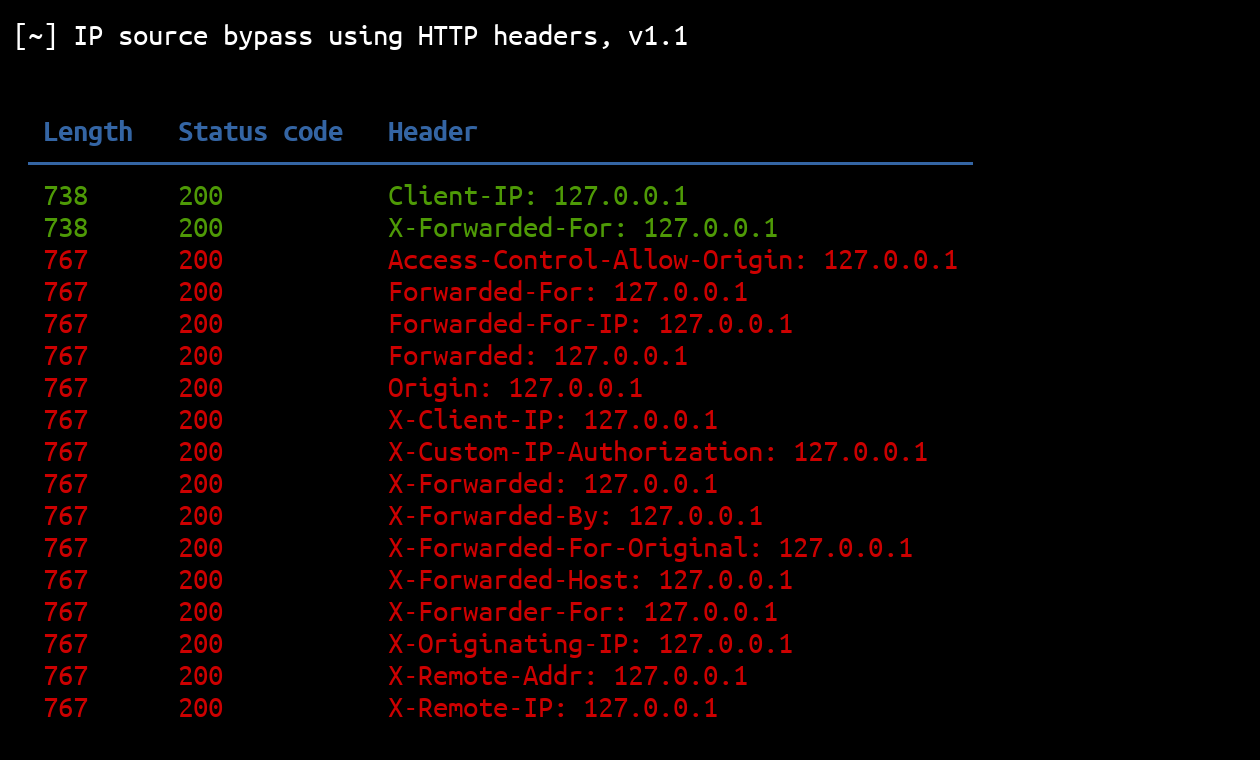 [~] IP source bypass using HTTP headers, v1.1
Length Status code Header
738 200 Client-IP: 127.0.0.1
738 200 X-Forwarded-For: 127.0.0.1
767 200 Access-Control-Allow-Origin: 127.0.0.1
767 200 Forwarded-For: 127.0.0.1
767 200 Forwarded-For-IP: 127.0.0.1
767 200 Forwarded: 127.0.0.1
767 200 Origin: 127.0.0.1
767 200 X-Client-IP: 127.0.0.1
767 200 X-Custom-IP-Authorization: 127.0.0.1
767 200 X-Forwarded: 127.0.0.1
767 200 X-Forwarded-By: 127.0.0.1
767 200 X-Forwarded-For-Original: 127.0.0.1
767 200 X-Forwarded-Host: 127.0.0.1
767 200 X-Forwarder-For: 127.0.0.1
767 200 X-Originating-IP: 127.0.0.1
767 200 X-Remote-Addr: 127.0.0.1
767 200 X-Remote-IP: 127.0.0.1